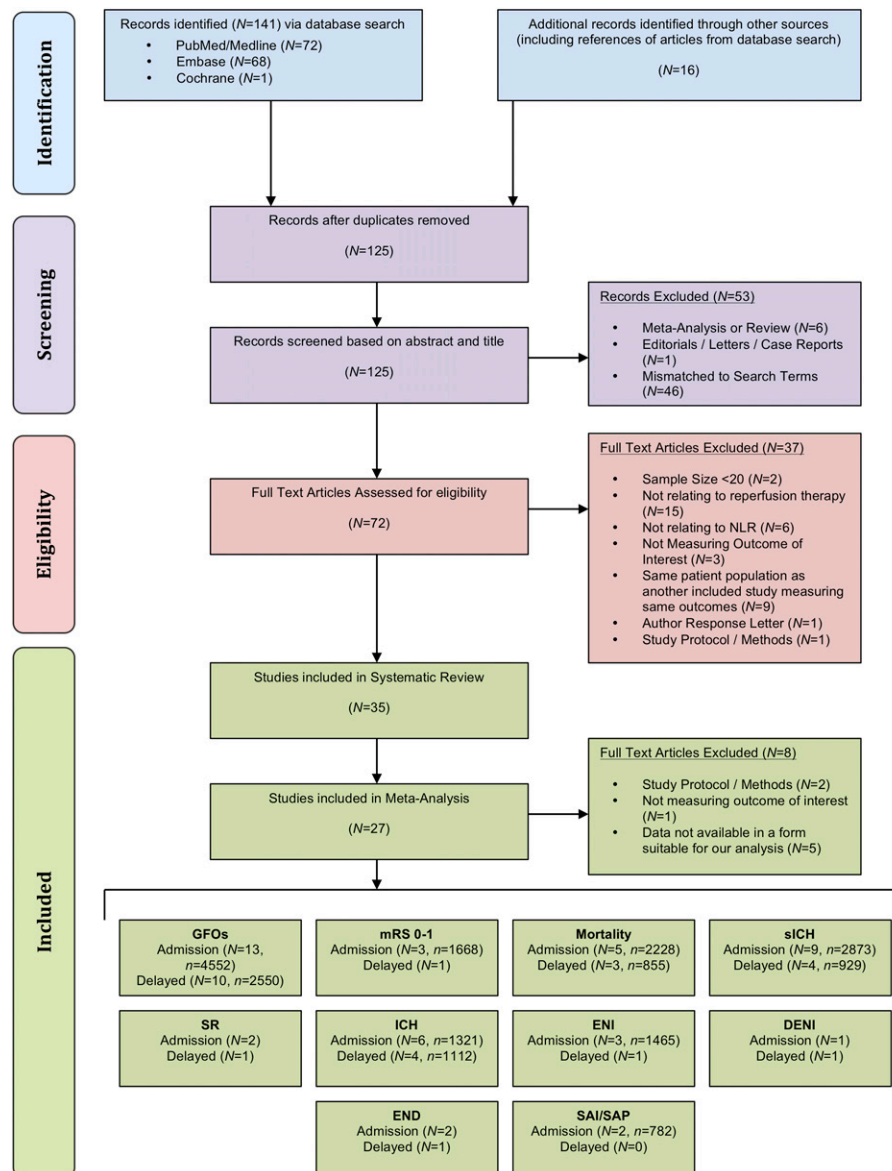 Identification
Records identified (N=141) via database search
• PubMed/Medline (N=72)
• Embase (N=68)
• Cochrane (N=1)
Additional records identified through other sources
(including references of articles from database search)
(N=16)
Screening
Records after duplicates removed
(N=125)
Records screened based on abstract and title
(N=125)
Records Excluded (N=53)
• Meta-Analysis or Review (N=6)
• Editorials / Letters / Case Reports
(N=1)
• Mismatched to Search Terms
(N=46)
Eligibility
Full Text Articles Assessed for eligibility
(N=72)
Full Text Articles Excluded (N=37)
• Sample Size <20 (N=2)
• Not relating to reperfusion therapy
(N=15)
• Not relating to NLR (N=6)
• Not Measuring Outcome of
Interest (N=3)
• Same patient population as
another included study measuring
same outcomes (N=9)
• Author Response Letter (N=1)
• Study Protocol / Methods (N=1)
Included
Studies included in Systematic Review
(N=35)
Studies included in Meta-Analysis
(N=27)
Full Text Articles Excluded (N=8)
• Study Protocol / Methods (N=2)
• Not measuring outcome of interest
(N=1)
• Data not available in a form
suitable for our analysis (N=5)
GFOs
Admission (N=13,
n=4552)
Delayed (N=10, n=2550)
mRS 0-1
Admission (N=3, n=1668)
Delayed (N=1)
Mortality
Admission (N=5, n=2228)
Delayed (N=3, n=855)
sICH
Admission (N=9, n=2873)
Delayed (N=4, n=929)
SR
Admission (N=2)
Delayed (N=1)
ICH
Admission (N=6, n=1321)
Delayed (N=4, n=1112)
ENI
Admission (N=3, n=1465)
Delayed (N=1)
DENI
Admission (N=1)
Delayed (N=1)
END
Admission (N=2)
Delayed (N=1)
SAI/SAP
Admission (N=2, n=782)
Delayed (N=0)